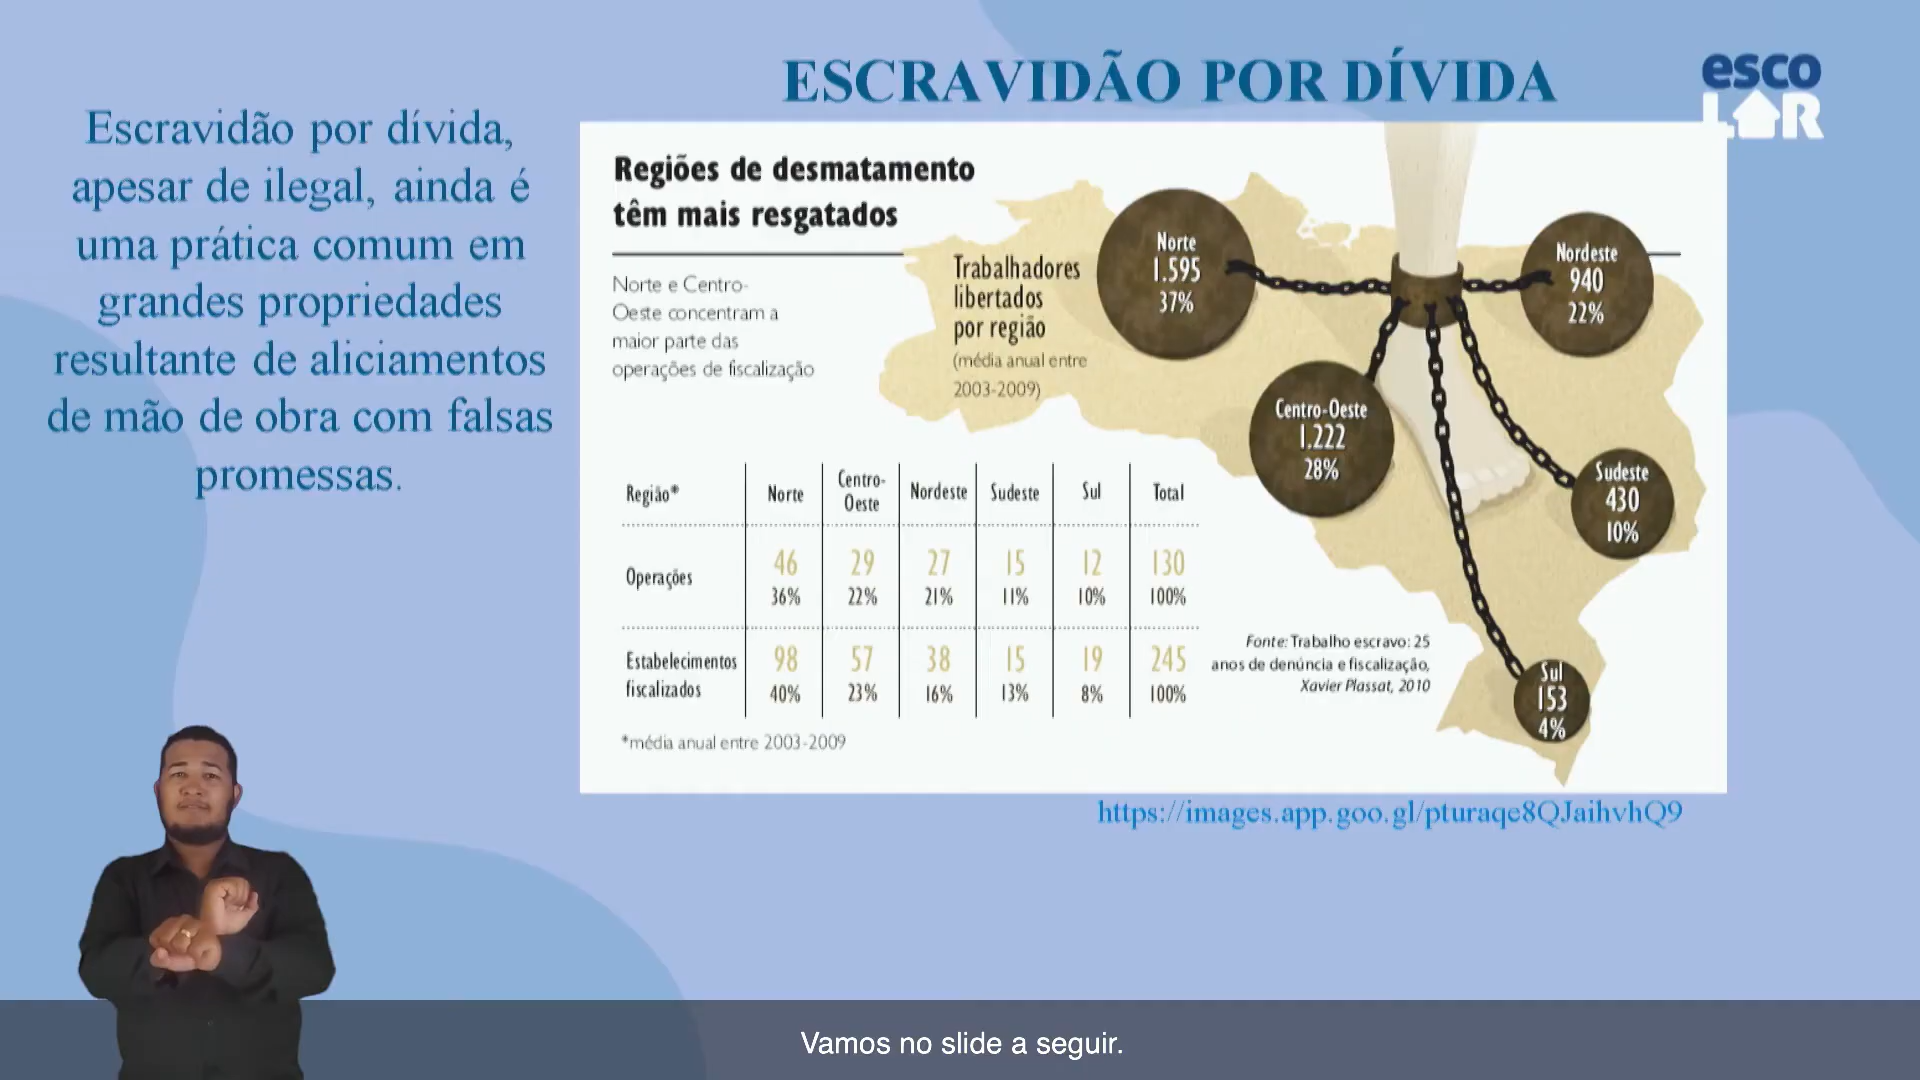 ESCRAVIDÃO POR DÍVIDA
esco
LAR
Escravidão por dívida,
apesar de ilegal, ainda é
uma prática comum em
grandes propriedades
resultante de aliciamentos
de mão de obra com falsas
promessas.
Regiões de desmatamento
têm mais resgatados
Norte e Centro-
Oeste concentram a
maior parte das
operações de fiscalização
Trabalhadores
libertados
por região
(média anual entre
2003-2009)
Norte
1.595
37%
Nordeste
940
22%
Centro-Oeste
1.222
28%
Sudeste
430
10%
Sul
153
4%
Região* Norte Centro-Oeste Nordeste Sudeste Sul Total
Operações 46 29 27 15 12 130
36% 22% 21% 11% 10% 100%
Estabelecimentos fiscalizados 98 57 38 15 19 245
40% 23% 16% 13% 8% 100%
*média anual entre 2003-2009
Fonte: Trabalho escravo: 25
anos de denúncia e fiscalização,
Xavier Plassat, 2010
https://images.app.goo.gl/pturaqe8QJaihvhQ9
Vamos no slide a seguir.